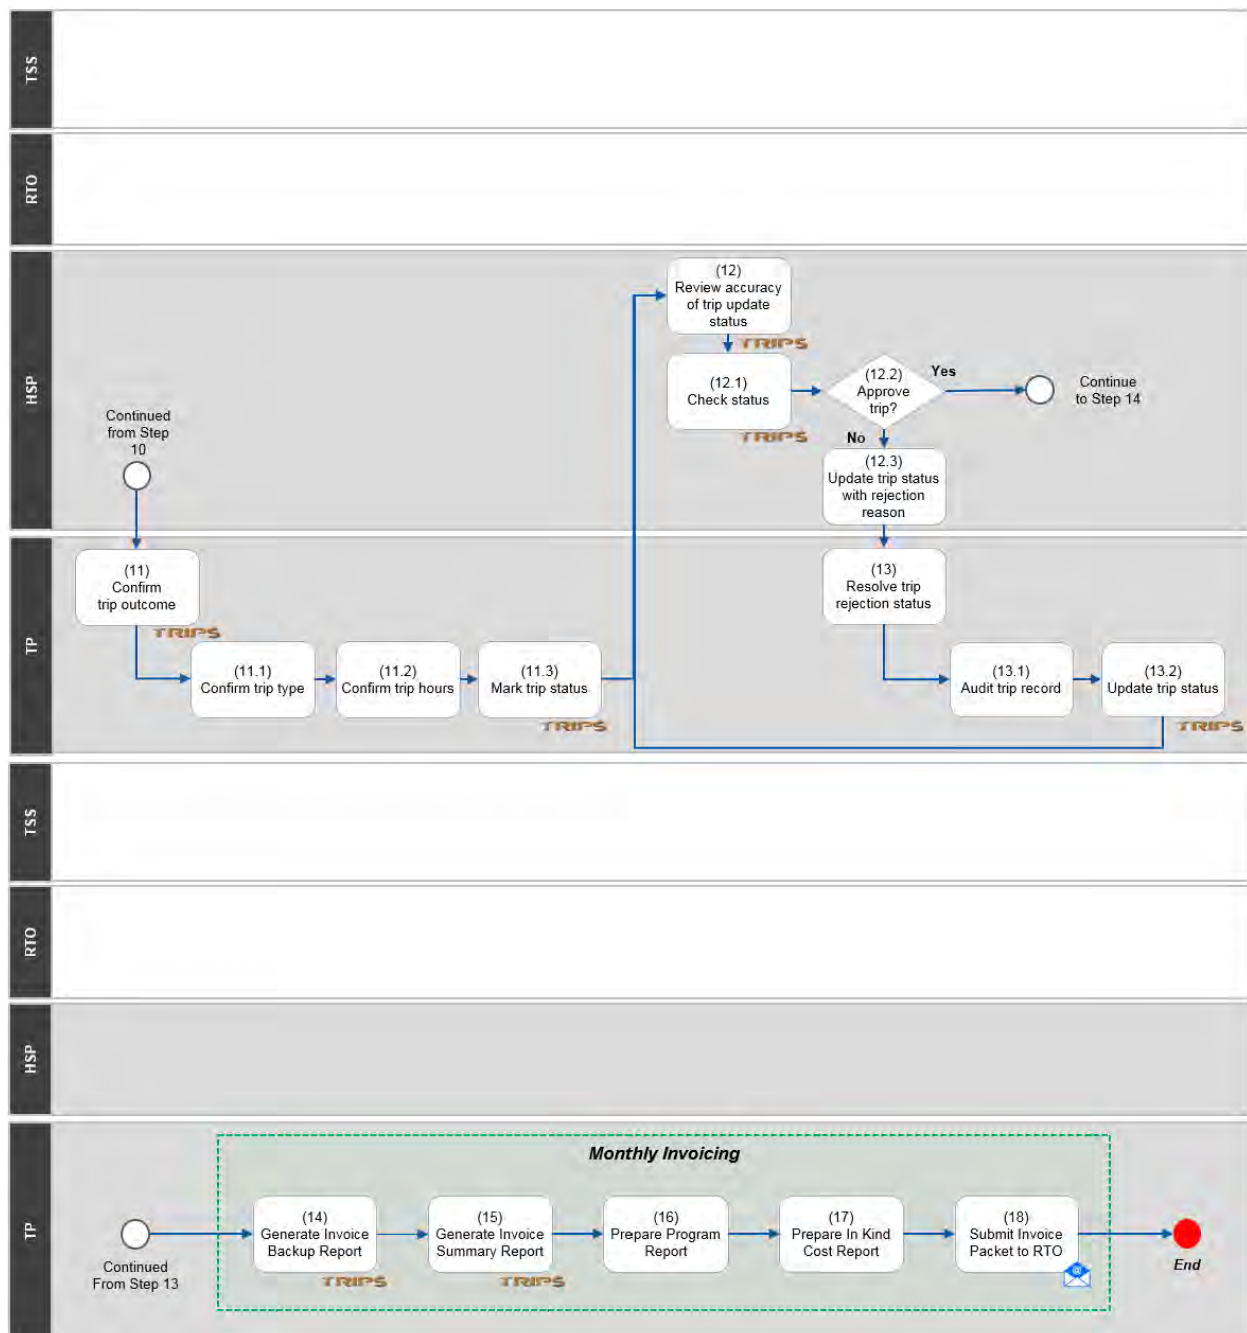 TSS
RTO
HSP
(12)
Review accuracy
of trip update
status
TRIPS
(12.1)
Check status
TRIPS
(12.2)
Approve
trip?
Yes
Continue
to Step 14
No
(12.3)
Update trip status
with rejection
reason
Continued
from Step
10
TP
(11)
Confirm
trip outcome
TRIPS
(11.1)
Confirm trip type
(11.2)
Confirm trip hours
(11.3)
Mark trip status
TRIPS
(13)
Resolve trip
rejection status
(13.1)
Audit trip record
(13.2)
Update trip status
TRIPS
TSS
RTO
HSP
TP
Monthly Invoicing
Continued
From Step 13
(14)
Generate Invoice
Backup Report
TRIPS
(15)
Generate Invoice
Summary Report
TRIPS
(16)
Prepare Program
Report
(17)
Prepare In Kind
Cost Report
(18)
Submit Invoice
Packet to RTO
@
End